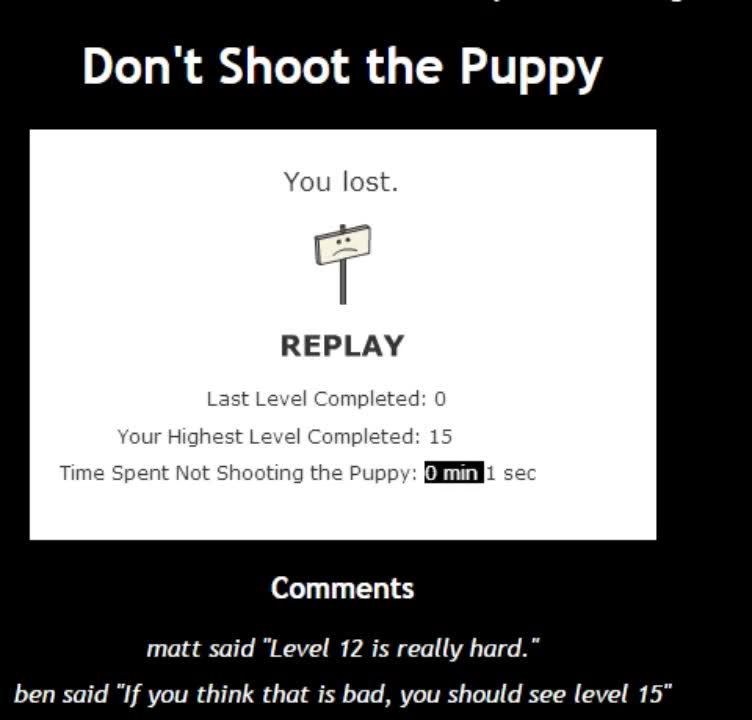 Don't Shoot the Puppy
You lost.
REPLAY
Last Level Completed: 0
Your Highest Level Completed: 15
Time Spent Not Shooting the Puppy: 0 min 1 sec
Comments
matt said "Level 12 is really hard."
ben said "If you think that is bad, you should see level 15"